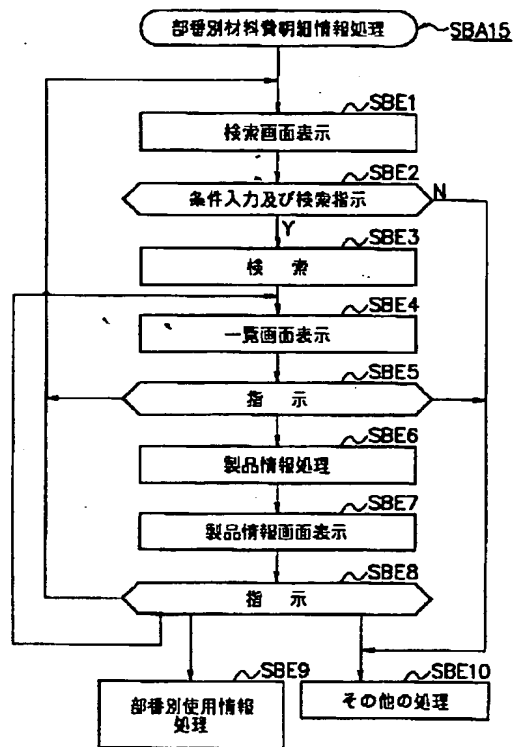 部番別材料費明細情報処理 SBA15
SBE1
検索画面表示
SBE2
条件入力及び検索指示 N
Y SBE3
検 索
SBE4
一覧画面表示
SBE5
指 示
SBE6
製品情報処理
SBE7
製品情報画面表示
SBE8
指 示
SBE9
部番別使用情報
処理
SBE10
その他の処理